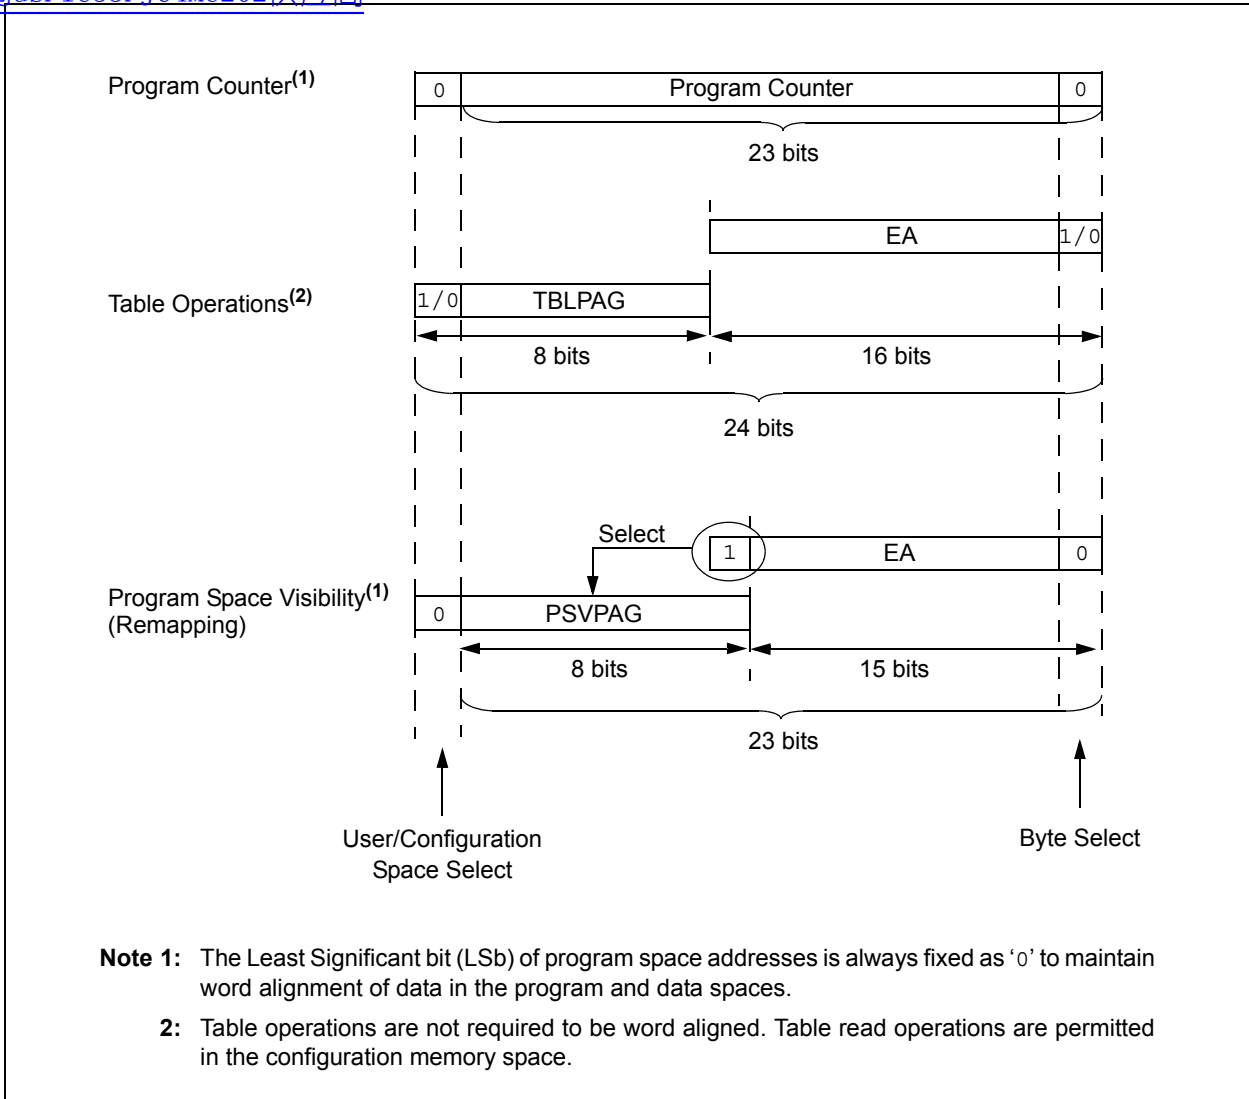 Program Counter(1)
0
Program Counter
0
23 bits
EA
1/0
Table Operations(2)
1/0
TBLPAG
8 bits
16 bits
24 bits
Select
1
EA
0
Program Space Visibility(1)
(Remapping)
0
PSVPAG
8 bits
15 bits
23 bits
User/Configuration
Space Select
Byte Select
Note 1: The Least Significant bit (LSb) of program space addresses is always fixed as ‘0’ to maintain
word alignment of data in the program and data spaces.
2: Table operations are not required to be word aligned. Table read operations are permitted
in the configuration memory space.